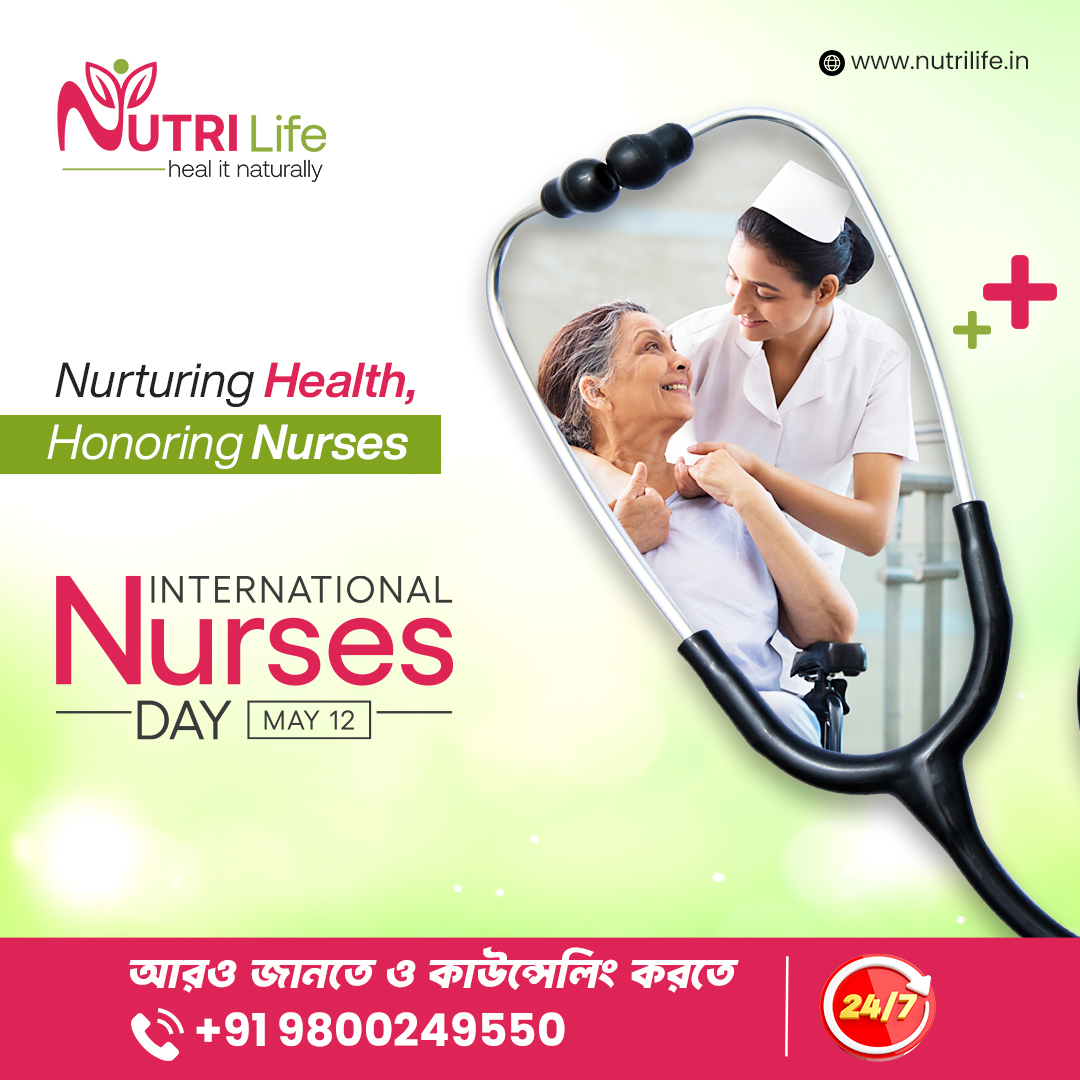 NUTRI Life
heal it naturally
www.nutrilife.in
Nurturing Health,
Honoring Nurses
INTERNATIONAL
Nurses
DAY MAY 12
আরও জানতে ও কাউন্সেলিং করতে
+91 9800249550
24/7